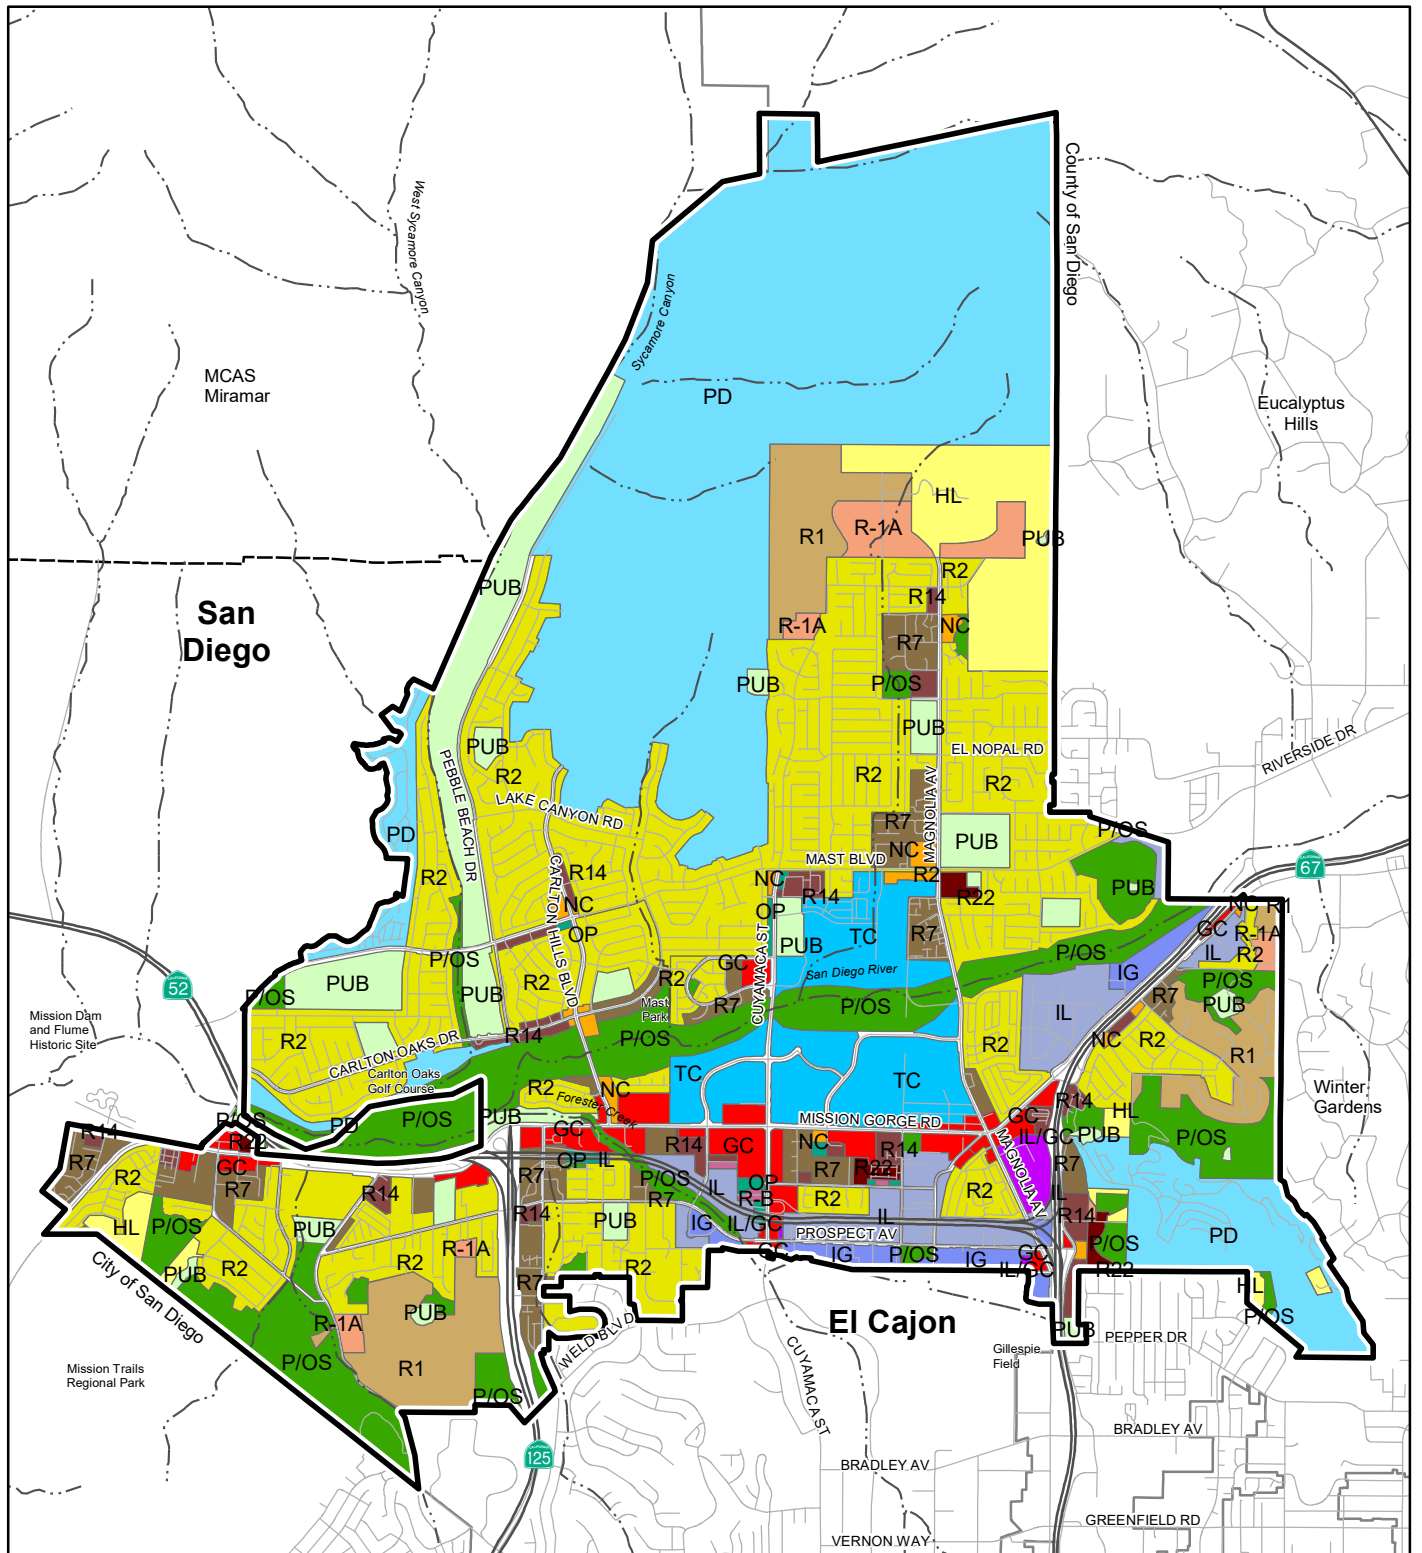 West Sycamore Canyon
County of San Diego
Sycamore Canyon
MCAS
Miramar
PD
Eucalyptus
Hills
HL
R-1A
R1
PUB
R2
PUB
R14
San
Diego
R-1A
NC
R7
P/OS
PUB
PUB
PEBBLE BEACH DR
PUB
EL NOPAL RD
RIVERSIDE DR
R2
R2
R2
LAKE CANYON RD
MAGNOLIA AV
P/OS
PD
R7
PUB
NC
MAST BLVD
CALIFORNIA
67
R2
CARLTON HILLS BLVD
R14
NC
R2
PUB
R14
R22
NC
OP
NC
R1
OP
CUYAMACA ST
TC
R7
GC
R-1A
PUB
IL
R2
P/OS
P/OS
GC
San Diego River
IG
CALIFORNIA
52
P/OS
PUB
PUB
R2
R2
R7
Mast
Park
P/OS
R7
P/OS
PUB
Mission Dam
and Flume
Historic Site
R2
CARLTON OAKS DR
R14
P/OS
IL
NC
R2
R2
R1
Carlton Oaks
Golf Course
TC
TC
R2
NC
Forester Creek
Winter
Gardens
P/OS
PD
P/OS
PUB
MISSION GORGE RD
GC
R14
HL
R14
R22
GC
IL/GC
PUB
P/OS
R7
R2
GC
R7
OP
IL
R14
GC
NC
R14
R7
R22
MAGNOLIA AV
R7
R14
P/OS
R7
IL
OP
R-B
R2
R2
IL
HL
P/OS
PUB
R14
PUB
IG
IL/GC
IL
R14
PROSPECT AV
PD
City of San Diego
PUB
R2
R2
R-1A
R7
R2
GC
IG
P/OS
IG
GC
IL/GC
P/OS
R22
HL
PUB
R-1A
El Cajon
P/OS
P/OS
R1
WELD BLVD
CUYAMACA ST
PUB
PEPPER DR
Gillespie
Field
Mission Trails
Regional Park
P/OS
BRADLEY AV
CALIFORNIA
125
BRADLEY AV
GREENFIELD RD
VERNON WAY